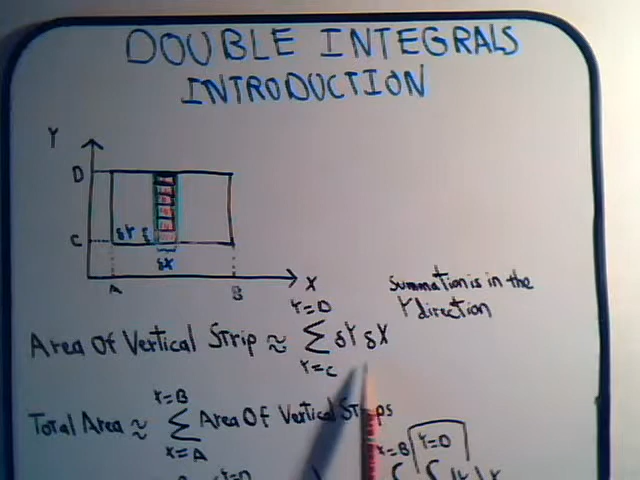 DOUBLE INTEGRALS
INTRODUCTION
Y
D
C
δY
δX
A
B
X
Summation is in the
Y direction
Y=D
Area Of Vertical Strip ≈ Σ δY δX
Y=C
X=B
Total Area ≈ Σ Area Of Vertical Strips
X=A
X=B
Y=D